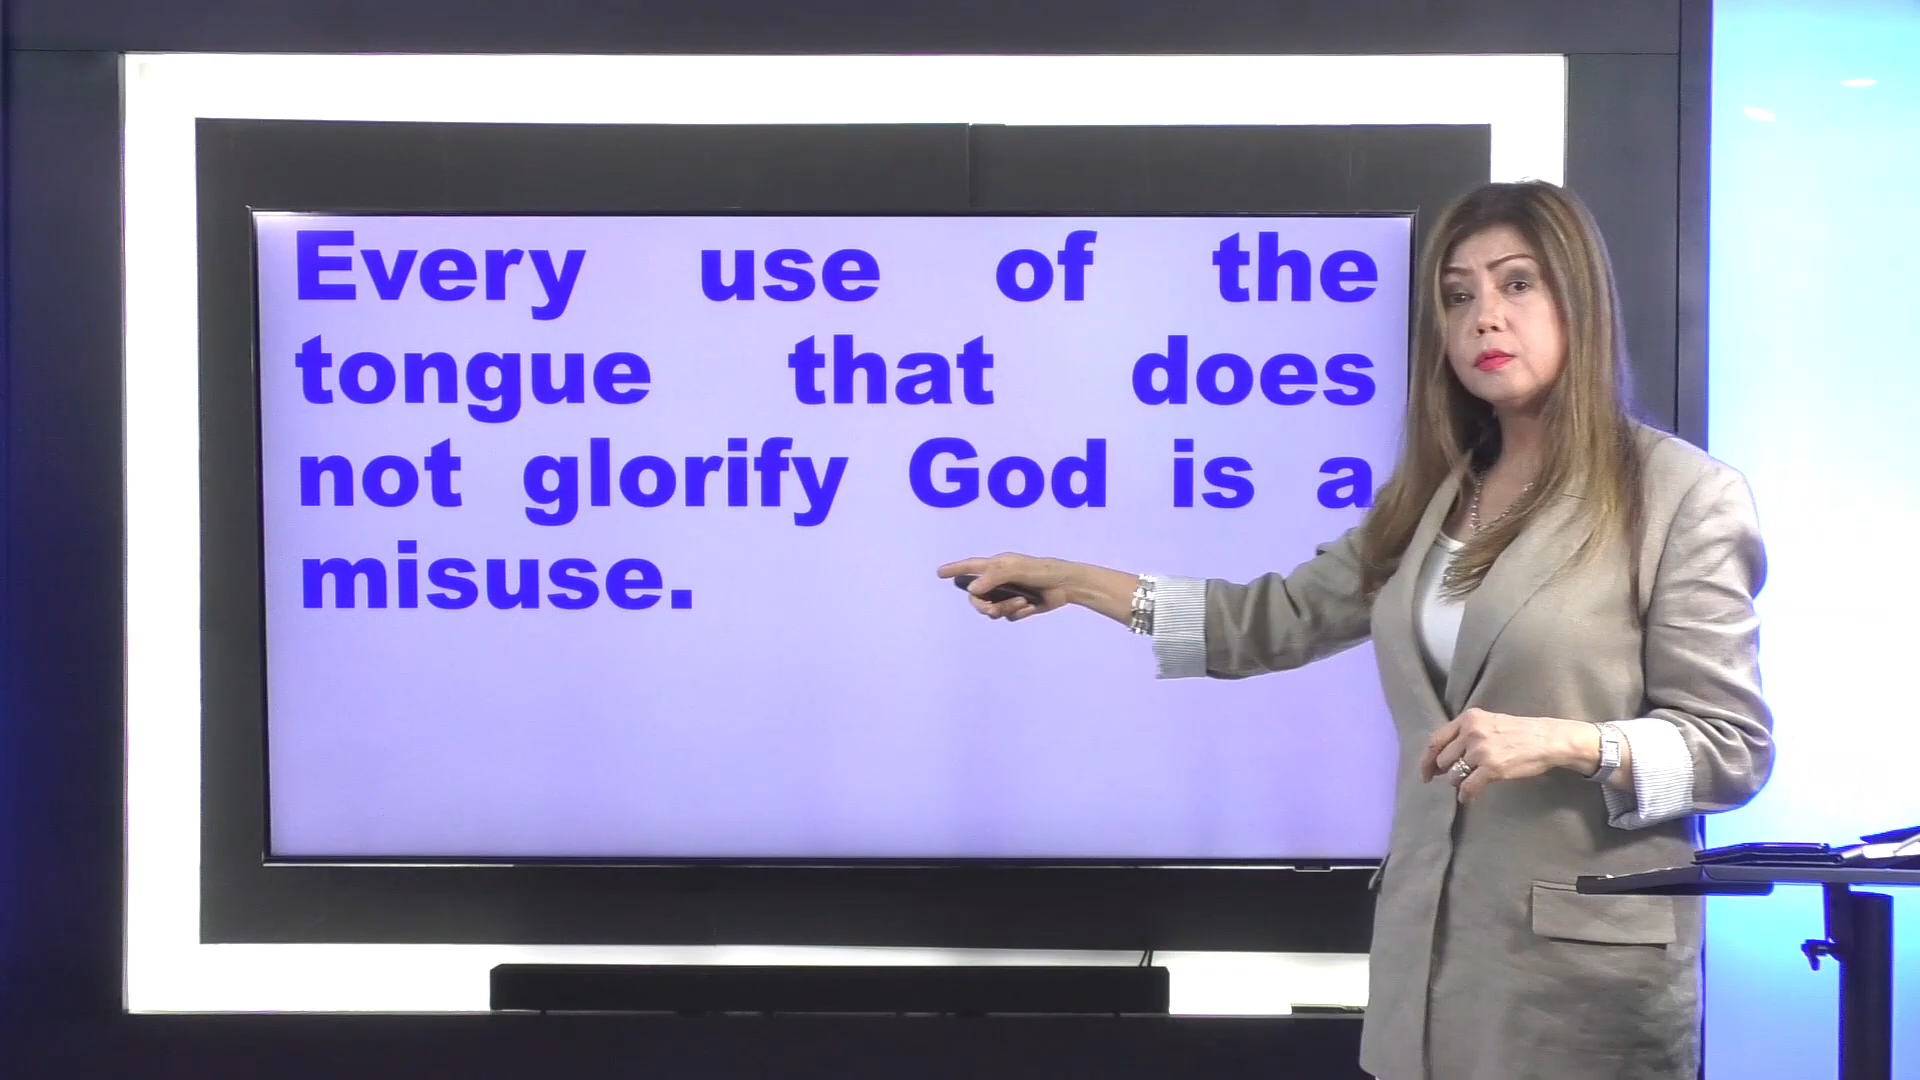 Every use of the
tongue that does
not glorify God is a
misuse.